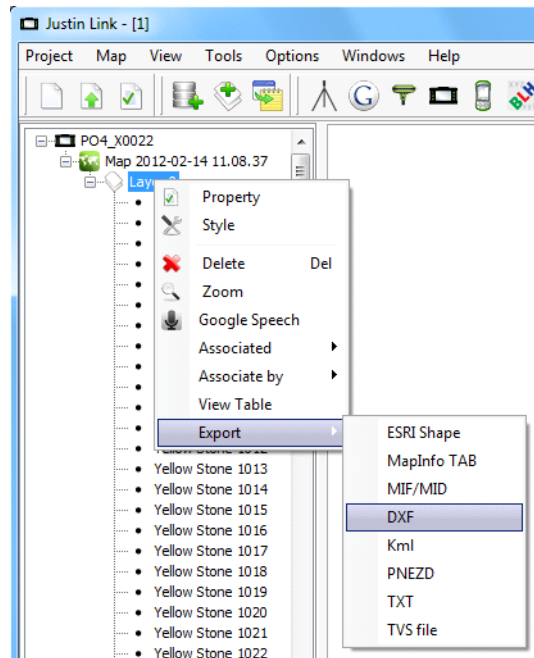 Justin Link - [1]
Project Map View Tools Options Windows Help
G BLH
PO4_X0022
Map 2012-02-14 11.08.37
Property
Style
Delete Del
Zoom
Google Speech
Associated
Associate by
View Table
Export
ESRI Shape
MapInfo TAB
MIF/MID
DXF
Kml
PNEZD
TXT
TVS file
Yellow Stone 1013
Yellow Stone 1014
Yellow Stone 1015
Yellow Stone 1016
Yellow Stone 1017
Yellow Stone 1018
Yellow Stone 1019
Yellow Stone 1020
Yellow Stone 1021
Yellow Stone 1022